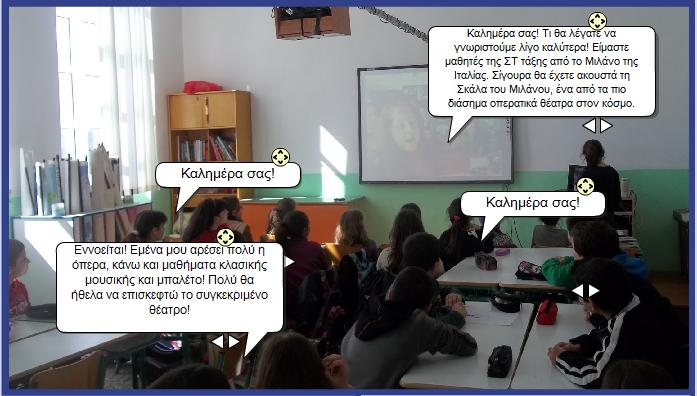 Καλημέρα σας! Τι θα λέγατε να
γνωριστούμε λίγο καλύτερα! Είμαστε
μαθητές της ΣΤ τάξης από το Μιλάνο της
Ιταλίας. Σίγουρα θα έχετε ακουστά τη
Σκάλα του Μιλάνου, ένα από τα πιο
διάσημα οπερατικά θέατρα στον κόσμο.
Καλημέρα σας!
Καλημέρα σας!
Εννοείται! Εμένα μου αρέσει πολύ η
όπερα, κάνω και μαθήματα κλασικής
μουσικής και μπαλέτο! Πολύ θα
ήθελα να επισκεφτώ το συγκεκριμένο
θέατρο!